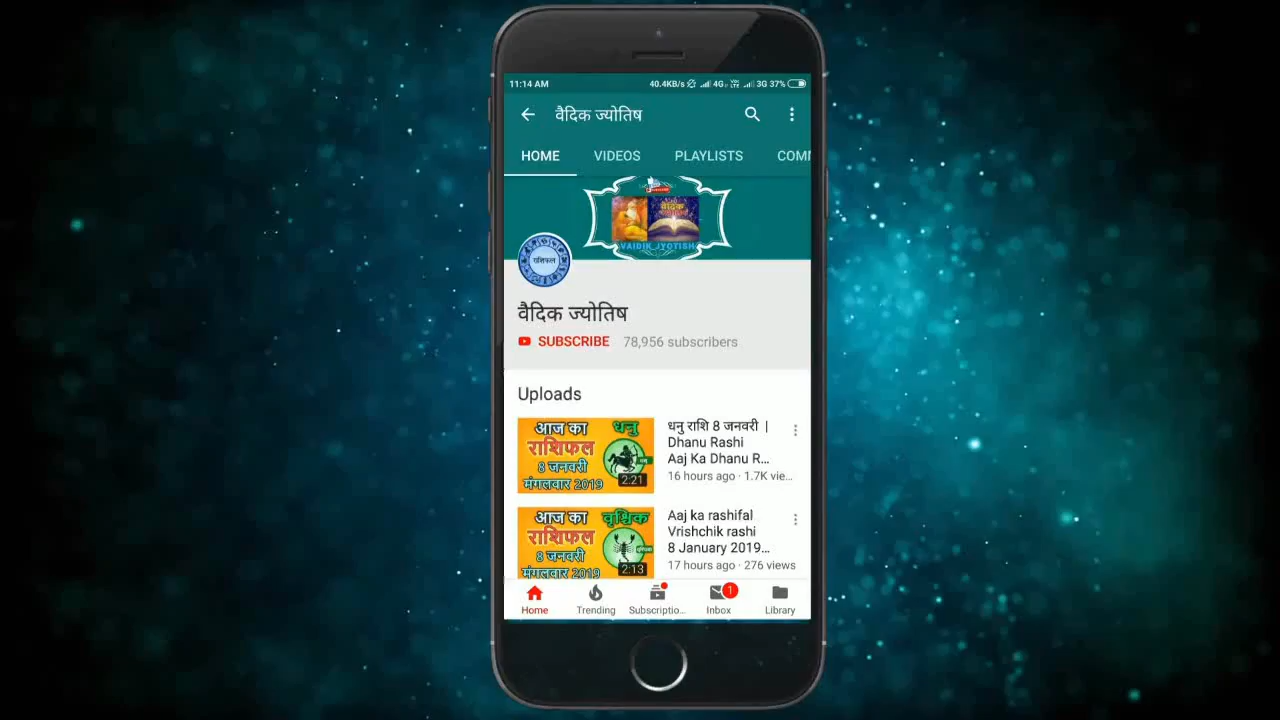 11:14 AM
40.4KB/s 4G 3G 37%
वैदिक ज्योतिष
HOME VIDEOS PLAYLISTS COMM
वैदिक
VAIDIK JYOTISH
राशिफल
वैदिक ज्योतिष
SUBSCRIBE 78,956 subscribers
Uploads
आज का धनु
राशिफल
8 जनवरी
मंगलवार 2019
2:21
धनु राशि 8 जनवरी |
Dhanu Rashi
Aaj Ka Dhanu R...
16 hours ago · 1.7K vie...
आज का वृश्चिक
राशिफल
8 जनवरी
मंगलवार 2019
2:13
Aaj ka rashifal
Vrishchik rashi
8 January 2019...
17 hours ago · 276 views
1
Home Trending Subscriptio... Inbox Library